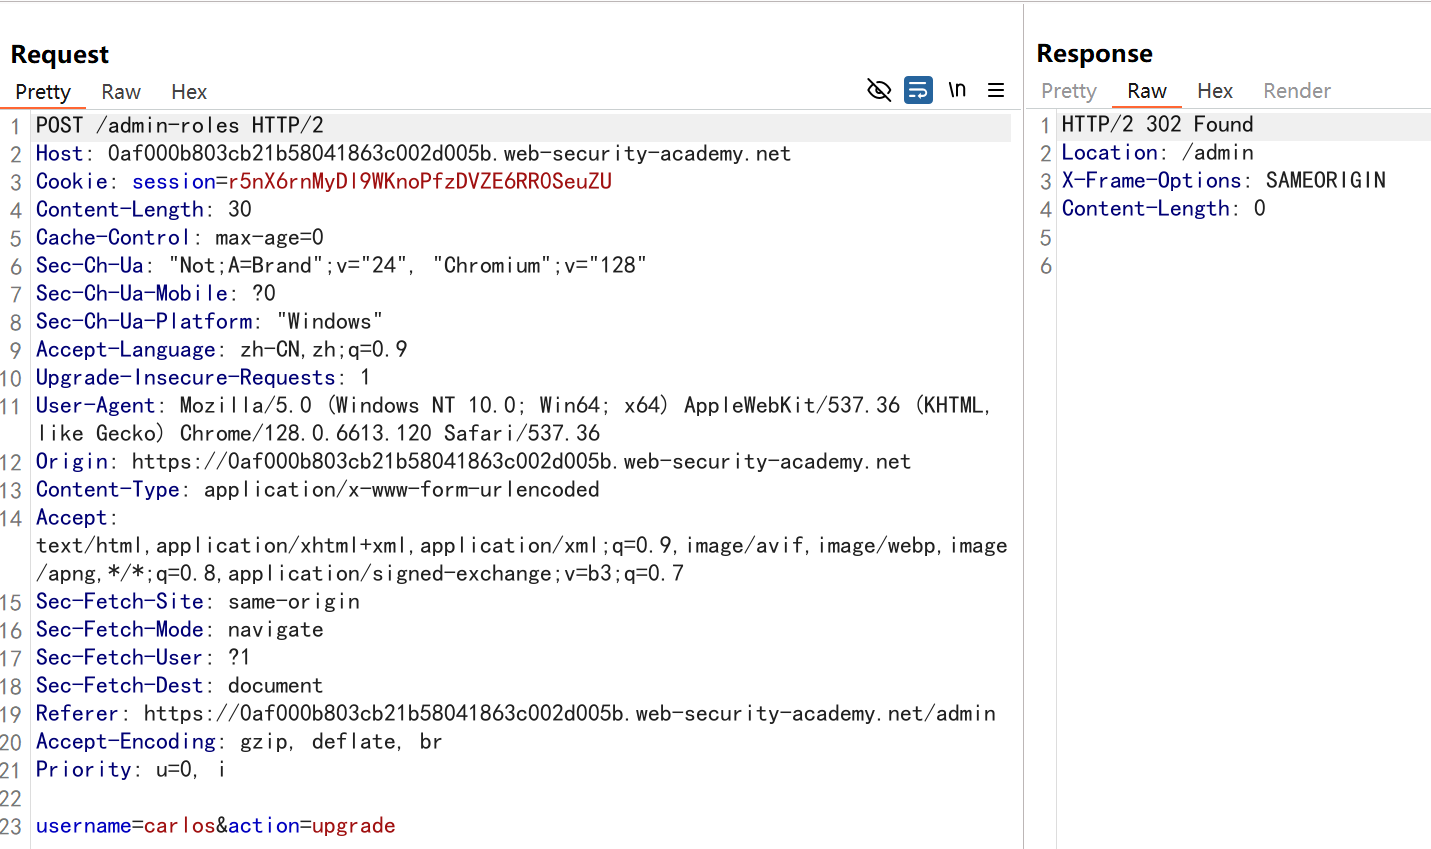 Request
Pretty Raw Hex \n
1 POST /admin-roles HTTP/2
2 Host: 0af000b803cb21b58041863c002d005b.web-security-academy.net
3 Cookie: session=r5nX6rnMyDl9WKnoPfzDVZE6RROSeuZU
4 Content-Length: 30
5 Cache-Control: max-age=0
6 Sec-Ch-Ua: "Not;A=Brand";v="24", "Chromium";v="128"
7 Sec-Ch-Ua-Mobile: ?0
8 Sec-Ch-Ua-Platform: "Windows"
9 Accept-Language: zh-CN,zh;q=0.9
10 Upgrade-Insecure-Requests: 1
11 User-Agent: Mozilla/5.0 (Windows NT 10.0; Win64; x64) AppleWebKit/537.36 (KHTML,
like Gecko) Chrome/128.0.6613.120 Safari/537.36
12 Origin: https://0af000b803cb21b58041863c002d005b.web-security-academy.net
13 Content-Type: application/x-www-form-urlencoded
14 Accept:
text/html,application/xhtml+xml,application/xml;q=0.9,image/avif,image/webp,image
/apng,*/*;q=0.8,application/signed-exchange;v=b3;q=0.7
15 Sec-Fetch-Site: same-origin
16 Sec-Fetch-Mode: navigate
17 Sec-Fetch-User: ?1
18 Sec-Fetch-Dest: document
19 Referer: https://0af000b803cb21b58041863c002d005b.web-security-academy.net/admin
20 Accept-Encoding: gzip, deflate, br
21 Priority: u=0, i
22
23 username=carlos&action=upgrade
Response
Pretty Raw Hex Render
1 HTTP/2 302 Found
2 Location: /admin
3 X-Frame-Options: SAMEORIGIN
4 Content-Length: 0
5
6